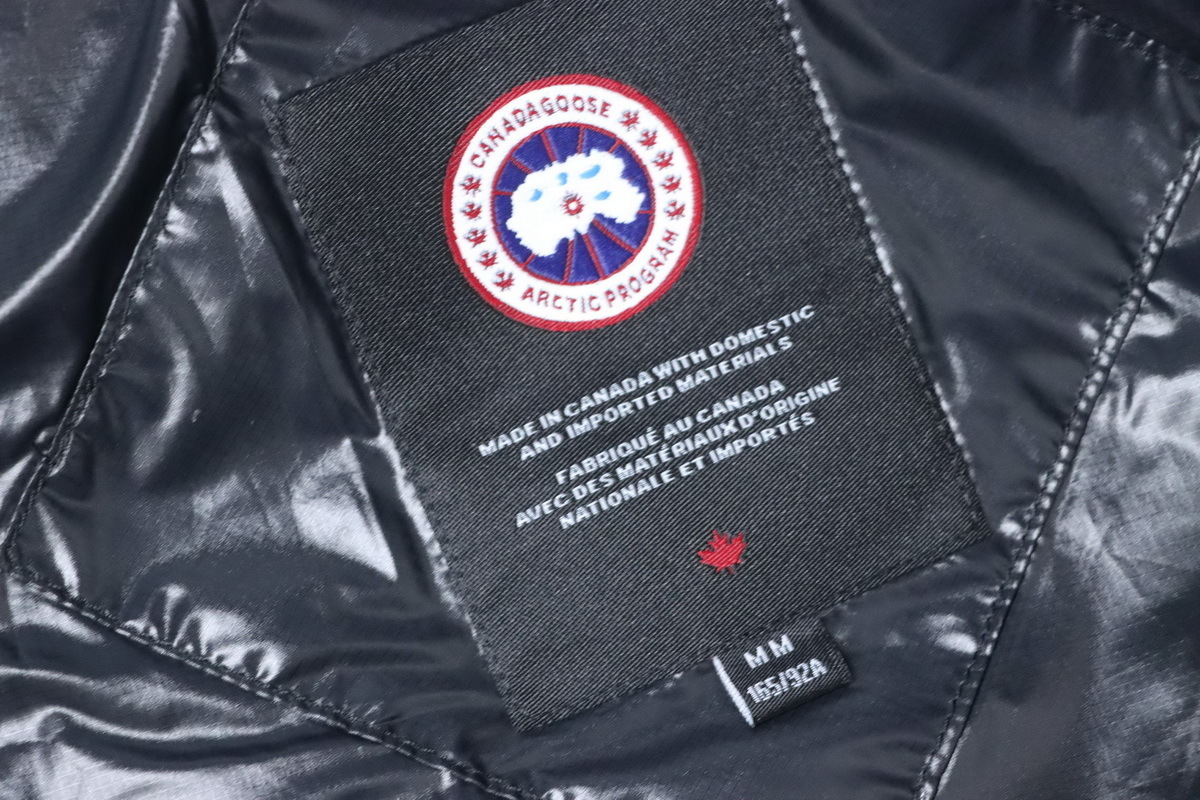 CANADA GOOSE
ARCTIC PROGRAM
MADE IN CANADA WITH DOMESTIC
AND IMPORTED MATERIALS
FABRIQUÉ AU CANADA
AVEC DES MATÉRIAUX D'ORIGINE
NATIONALE ET IMPORTÉS
M M
165/92A